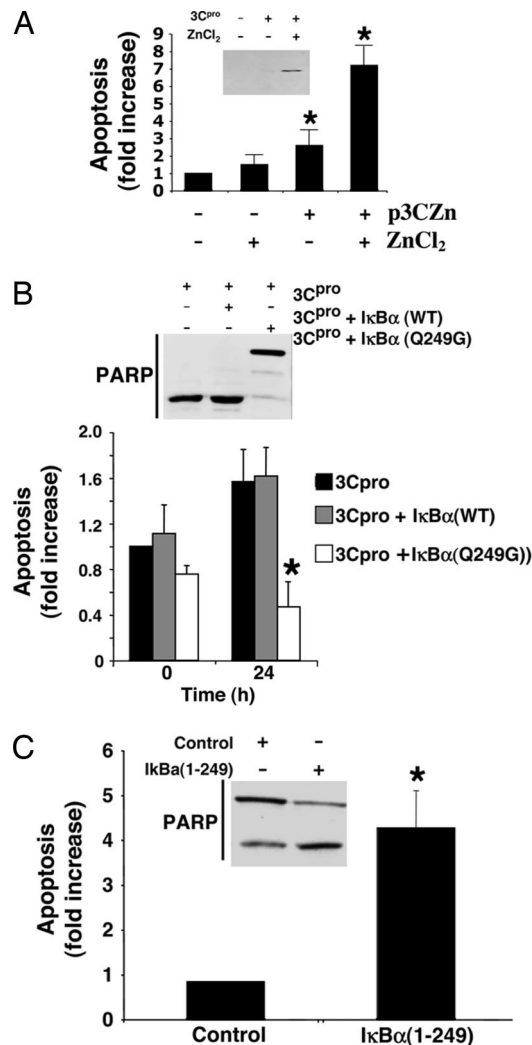 A
3Cpro - + +
ZnCl2 - - +
Apoptosis
(fold increase)
9
8
7
6
5
4
3
2
1
0
*
*
- - + + p3CZn
- + - + ZnCl2
B
+ + + 3Cpro
- + - 3Cpro + IκBα (WT)
- - + 3Cpro + IκBα (Q249G)
PARP
Apoptosis
(fold increase)
2.0
1.6
1.2
0.8
0.4
0
*
0 24
Time (h)
3Cpro
3Cpro + IκBα(WT)
3Cpro +IκBα(Q249G))
C
Control + -
IkBa(1-249) - +
PARP
Apoptosis
(fold increase)
6
5
4
3
2
1
0
*
Control IκBα(1-249)